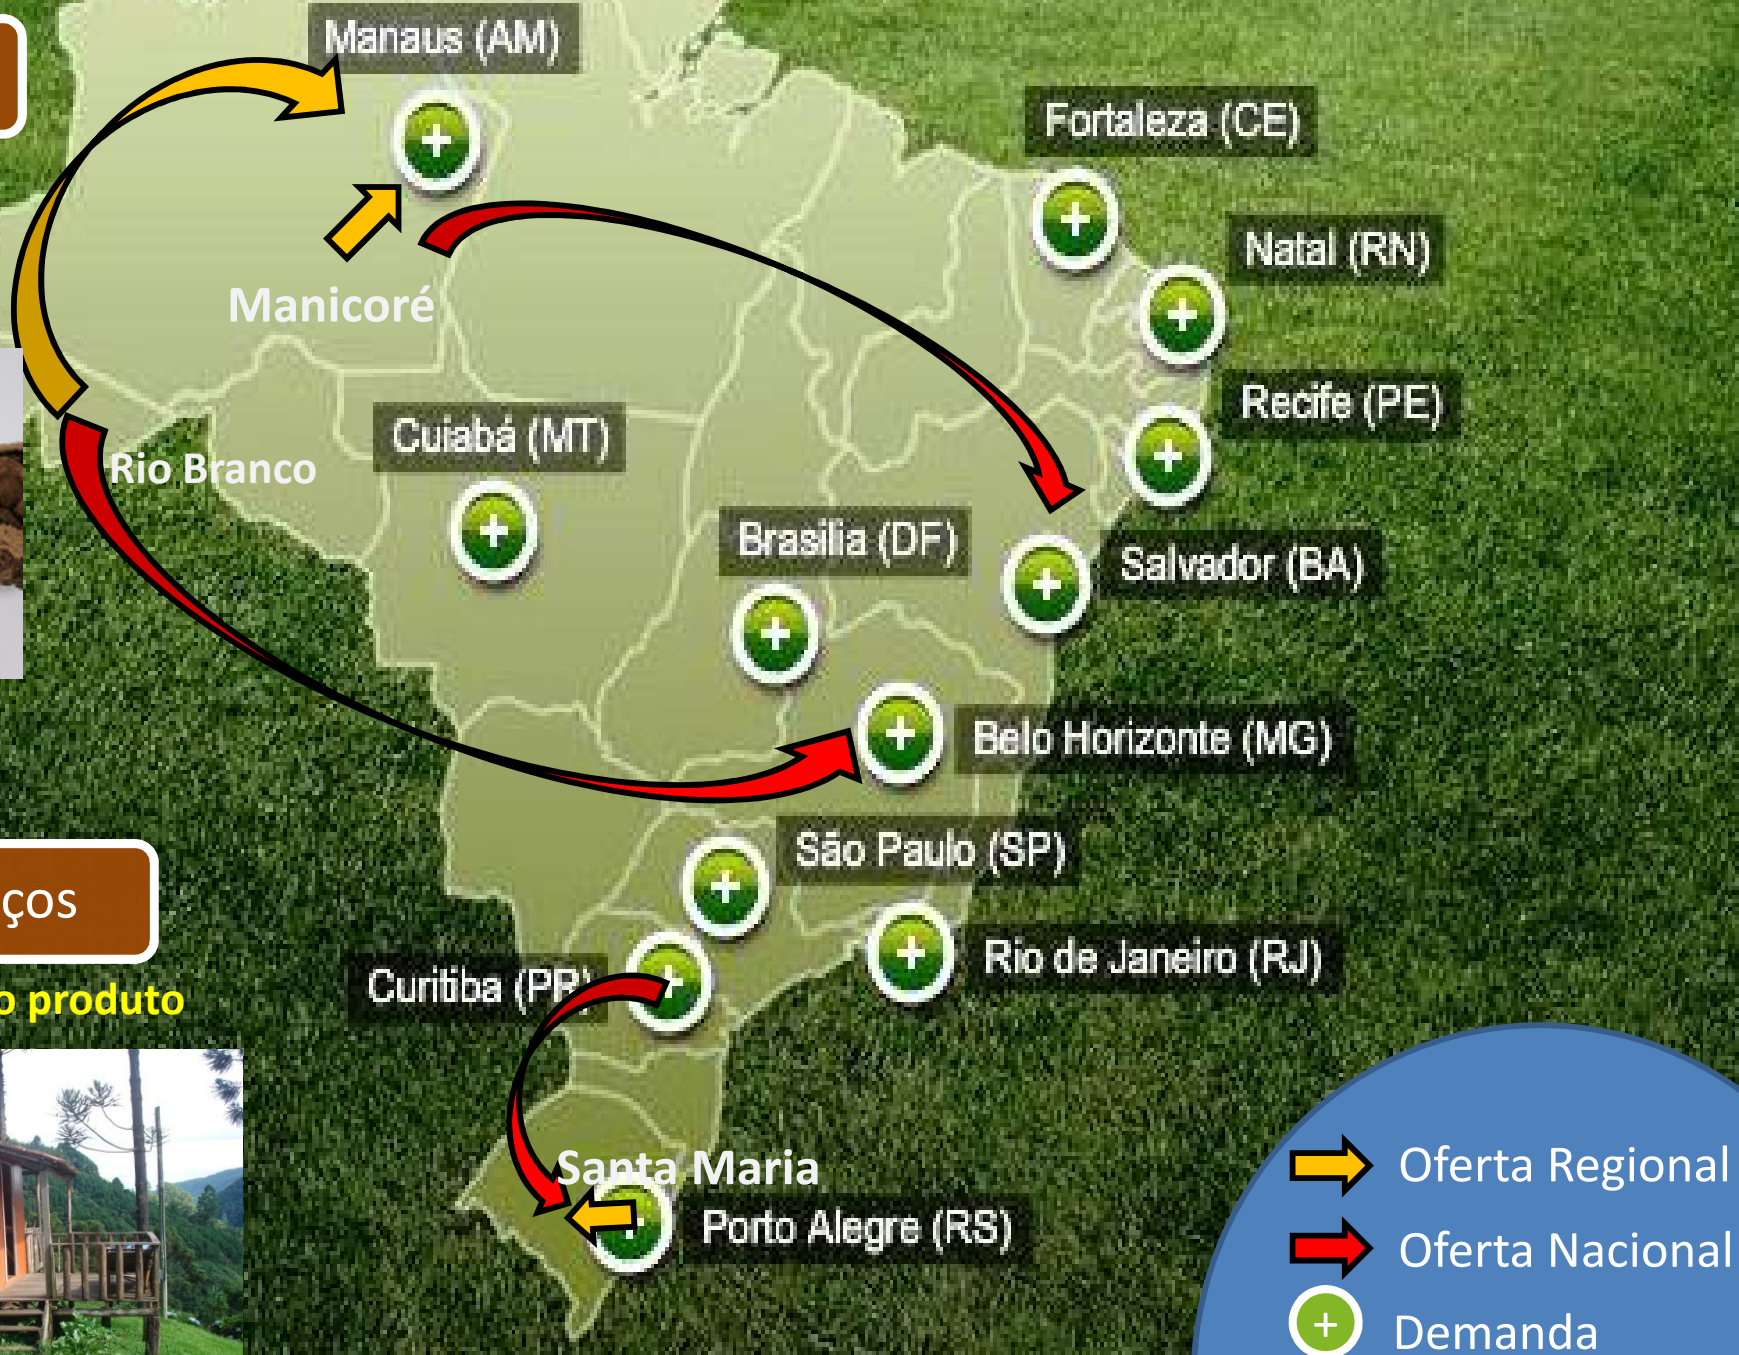 Manaus (AM)
Fortaleza (CE)
Natal (RN)
Manicoré
Recife (PE)
Cuiabá (MT)
Rio Branco
Brasilia (DF)
Salvador (BA)
Belo Horizonte (MG)
São Paulo (SP)
ços
Rio de Janeiro (RJ)
Curitiba (PR)
o produto
Santa Maria
Porto Alegre (RS)
Oferta Regional
Oferta Nacional
Demanda